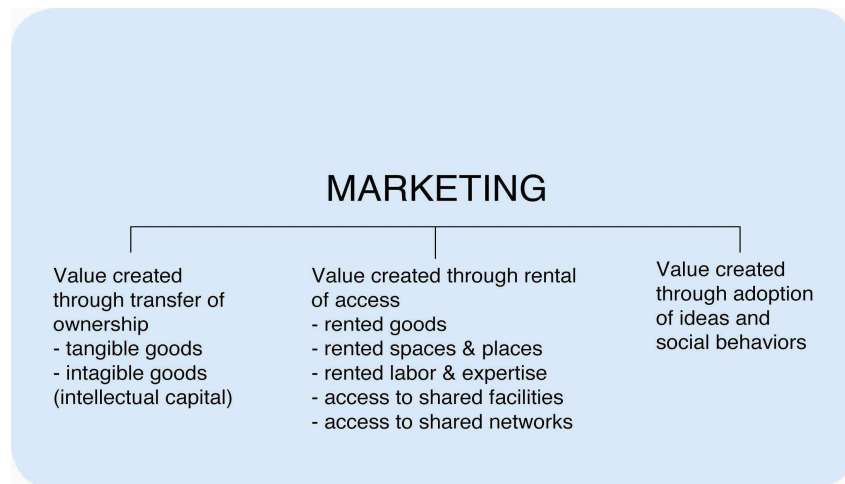 MARKETING
Value created
through transfer of
ownership
- tangible goods
- intagible goods
(intellectual capital)
Value created through rental
of access
- rented goods
- rented spaces & places
- rented labor & expertise
- access to shared facilities
- access to shared networks
Value created
through adoption
of ideas and
social behaviors